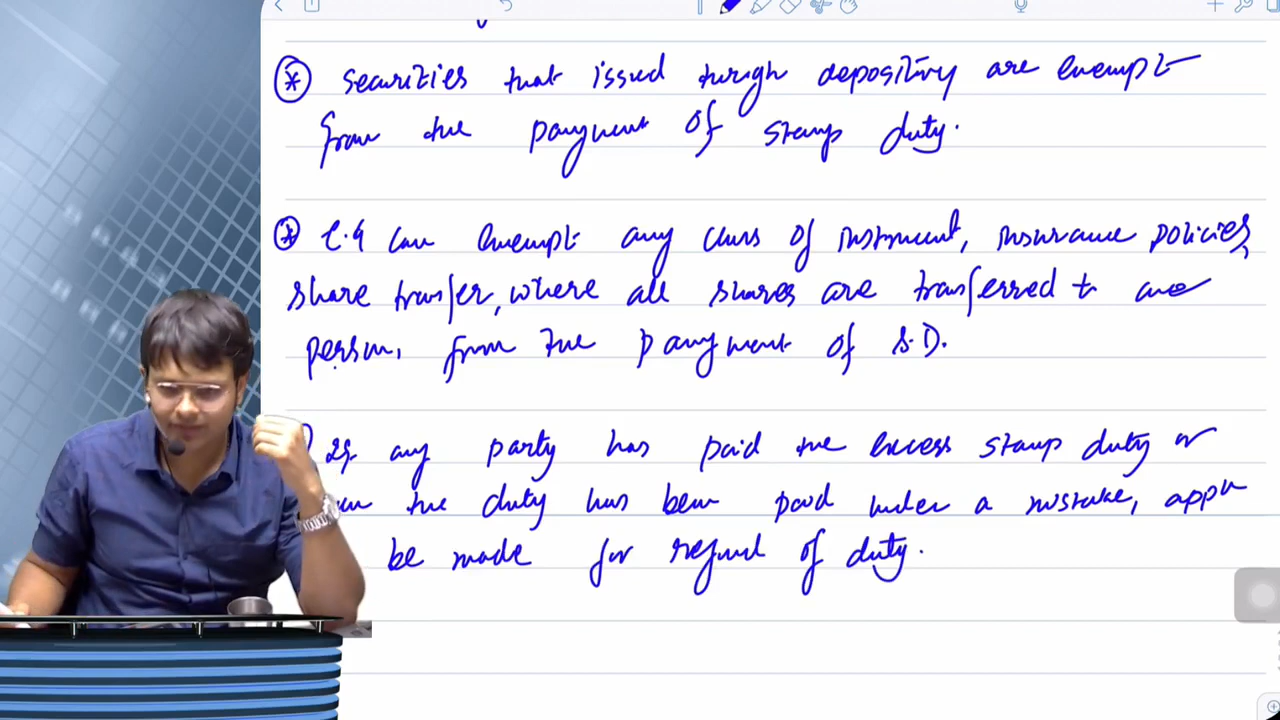 * Securities that issued through depository are exempt
from the payment of stamp duty.
* C.G can exempt any class of instrument, insurance policies,
share transfer, where all shares are transferred to one
person, from the payment of S.D.
If any party has paid the excess stamp duty or
the duty has been paid under a mistake, appn
be made for refund of duty.